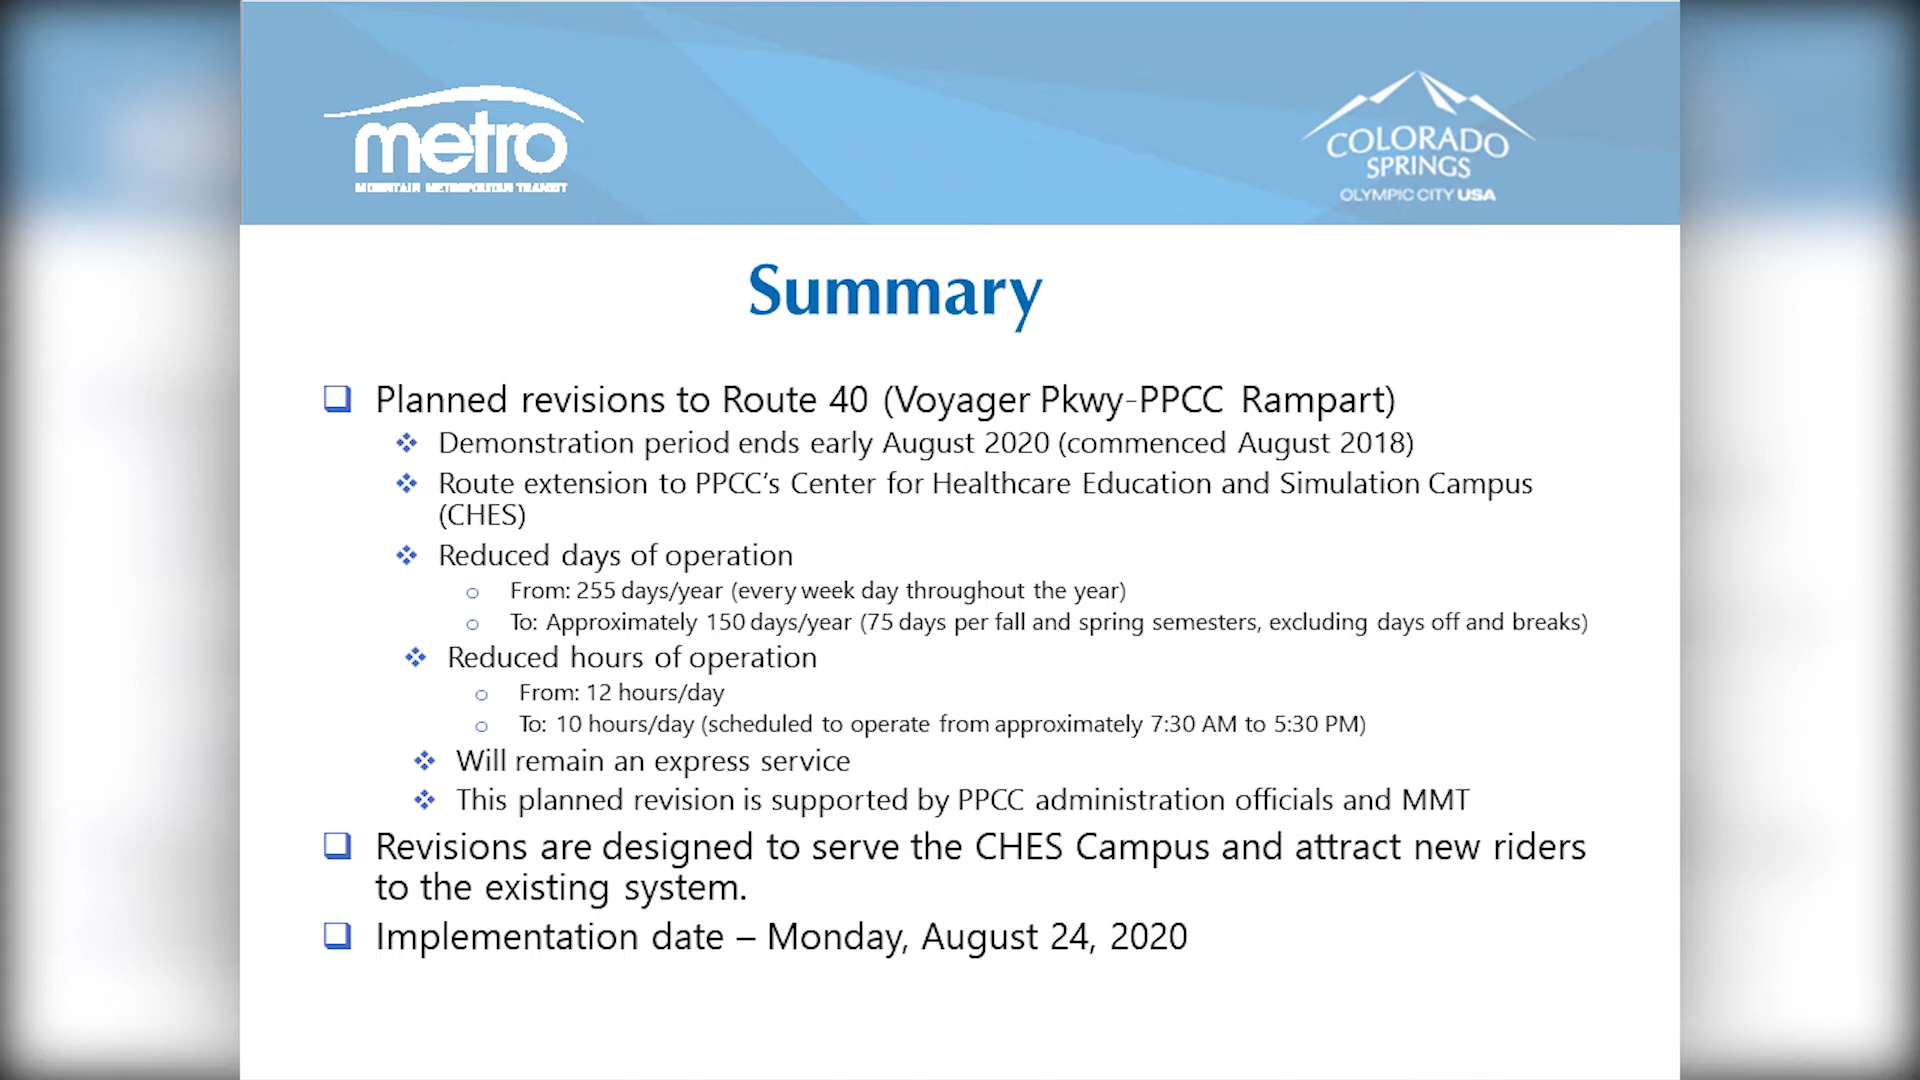 metro
MOUNTAIN METROPOLITAN TRANSIT
COLORADO
SPRINGS
OLYMPIC CITY USA
Summary
Planned revisions to Route 40 (Voyager Pkwy-PPCC Rampart)
Demonstration period ends early August 2020 (commenced August 2018)
Route extension to PPCC's Center for Healthcare Education and Simulation Campus
(CHES)
Reduced days of operation
From: 255 days/year (every week day throughout the year)
To: Approximately 150 days/year (75 days per fall and spring semesters, excluding days off and breaks)
Reduced hours of operation
From: 12 hours/day
To: 10 hours/day (scheduled to operate from approximately 7:30 AM to 5:30 PM)
Will remain an express service
This planned revision is supported by PPCC administration officials and MMT
Revisions are designed to serve the CHES Campus and attract new riders
to the existing system.
Implementation date – Monday, August 24, 2020